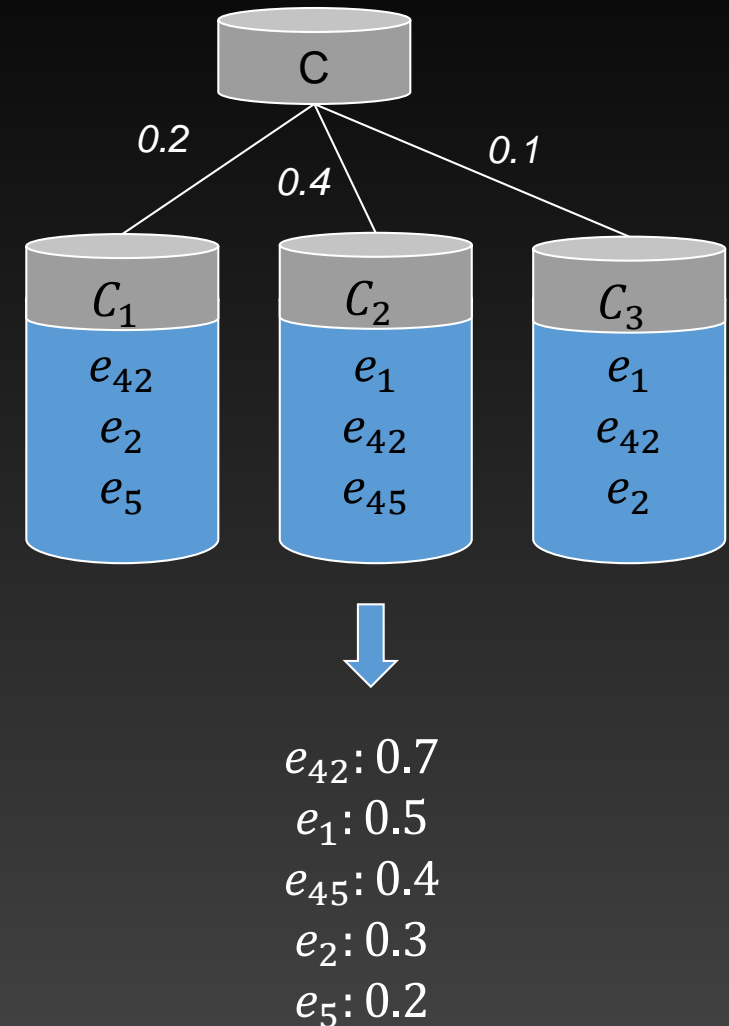 C
0.2
0.4
0.1
C₁
C₂
C₃
e₄₂
e₂
e₅
e₁
e₄₂
e₄₅
e₁
e₄₂
e₂
e₄₂: 0.7
e₁: 0.5
e₄₅: 0.4
e₂: 0.3
e₅: 0.2